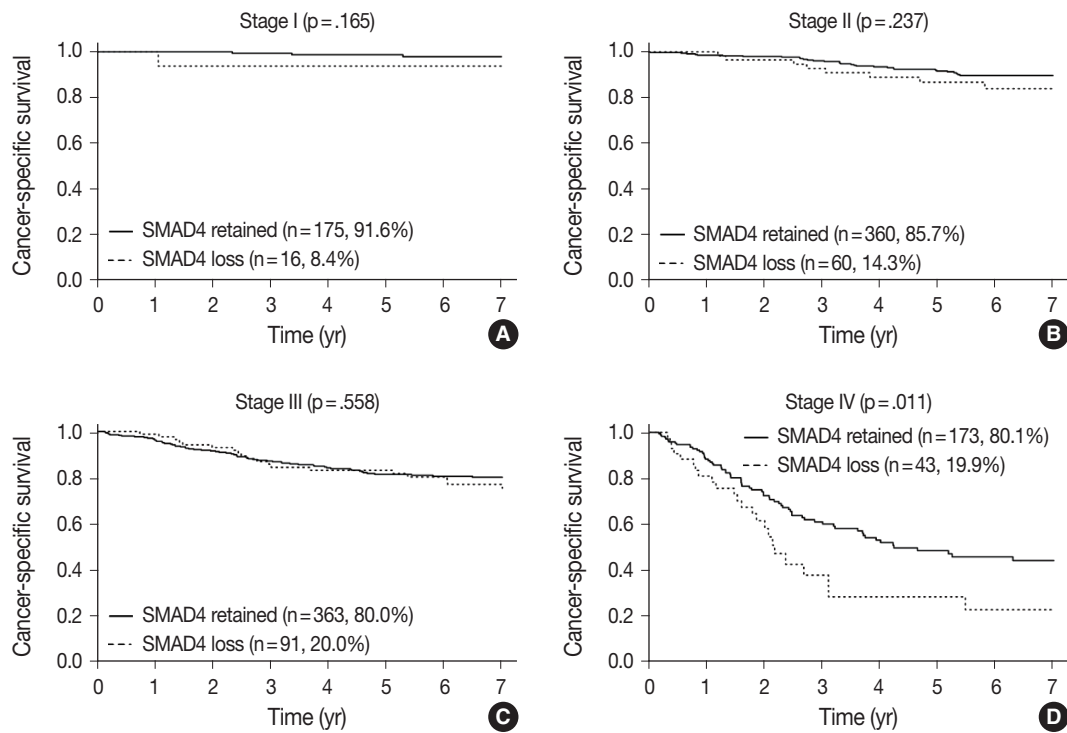 Stage I (p = .165)
Cancer-specific survival
1.0
0.8
0.6
0.4
0.2
0.0
SMAD4 retained (n = 175, 91.6%)
SMAD4 loss (n = 16, 8.4%)
0 1 2 3 4 5 6 7
Time (yr)
A
Stage II (p = .237)
Cancer-specific survival
1.0
0.8
0.6
0.4
0.2
0.0
SMAD4 retained (n = 360, 85.7%)
SMAD4 loss (n = 60, 14.3%)
0 1 2 3 4 5 6 7
Time (yr)
B
Stage III (p = .558)
Cancer-specific survival
1.0
0.8
0.6
0.4
0.2
0.0
SMAD4 retained (n = 363, 80.0%)
SMAD4 loss (n = 91, 20.0%)
0 1 2 3 4 5 6 7
Time (yr)
C
Stage IV (p = .011)
Cancer-specific survival
1.0
0.8
0.6
0.4
0.2
0.0
SMAD4 retained (n = 173, 80.1%)
SMAD4 loss (n = 43, 19.9%)
0 1 2 3 4 5 6 7
Time (yr)
D